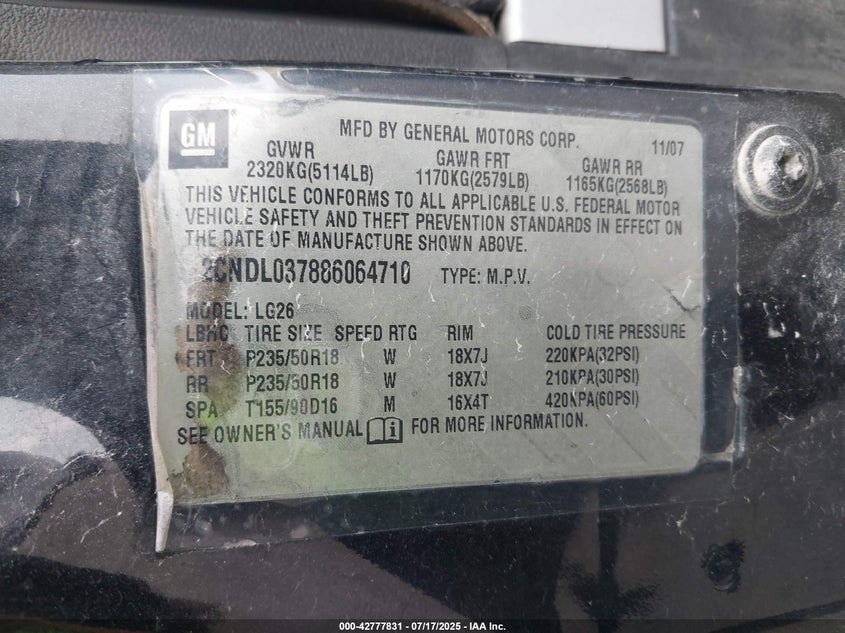 GM
MFD BY GENERAL MOTORS CORP. 11/07
GVWR GAWR FRT GAWR RR
2320KG(5114LB) 1170KG(2579LB) 1165KG(2568LB)
THIS VEHICLE CONFORMS TO ALL APPLICABLE U.S. FEDERAL MOTOR
VEHICLE SAFETY AND THEFT PREVENTION STANDARDS IN EFFECT ON
THE DATE OF MANUFACTURE SHOWN ABOVE.
2CNDL037886064710 TYPE: M.P.V.
MODEL: LG26
TIRE SIZE SPEED RTG RIM COLD TIRE PRESSURE
FRT P235/50R18 W 18X7J 220KPA(32PSI)
RR P235/50R18 W 18X7J 210KPA(30PSI)
SPA T155/90D16 M 16X4T 420KPA(60PSI)
SEE OWNER'S MANUAL i FOR MORE INFORMATION.
000-42777831 - 07/17/2025 - IAA Inc.